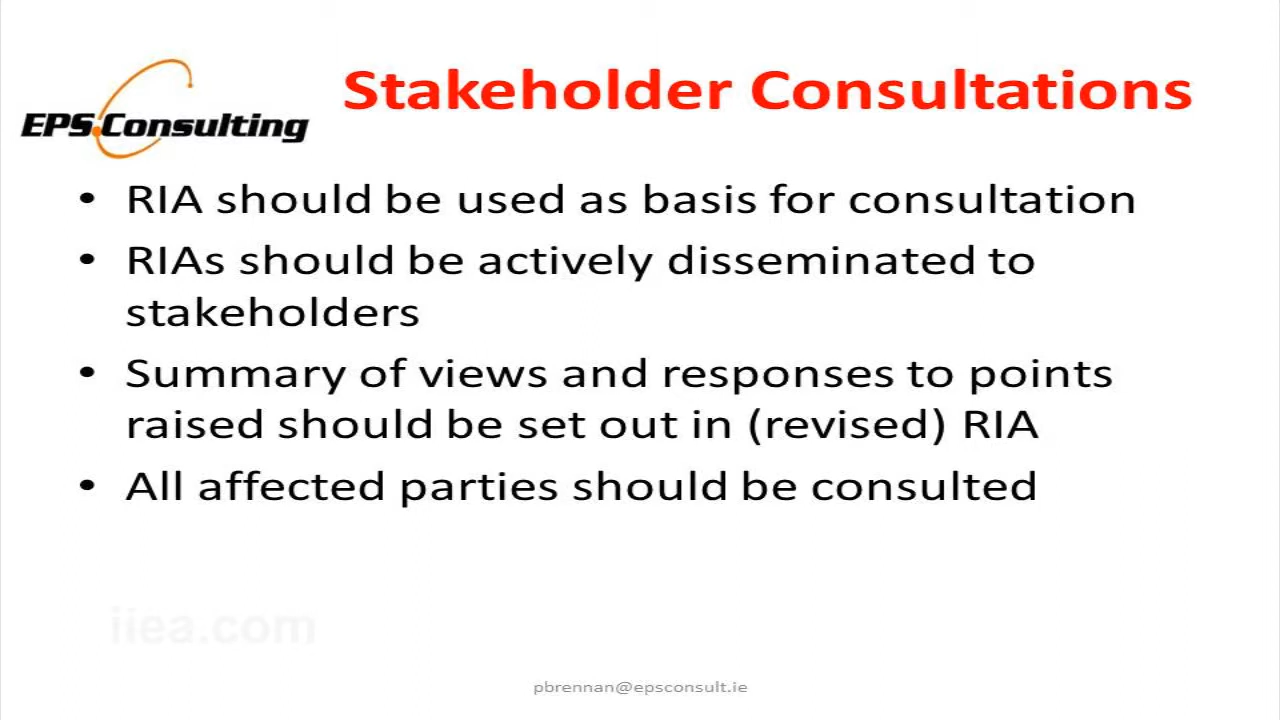 Stakeholder Consultations
EPS Consulting
• RIA should be used as basis for consultation
• RIAs should be actively disseminated to
stakeholders
• Summary of views and responses to points
raised should be set out in (revised) RIA
• All affected parties should be consulted
iiea.com
pbrennan@epsconsult.ie